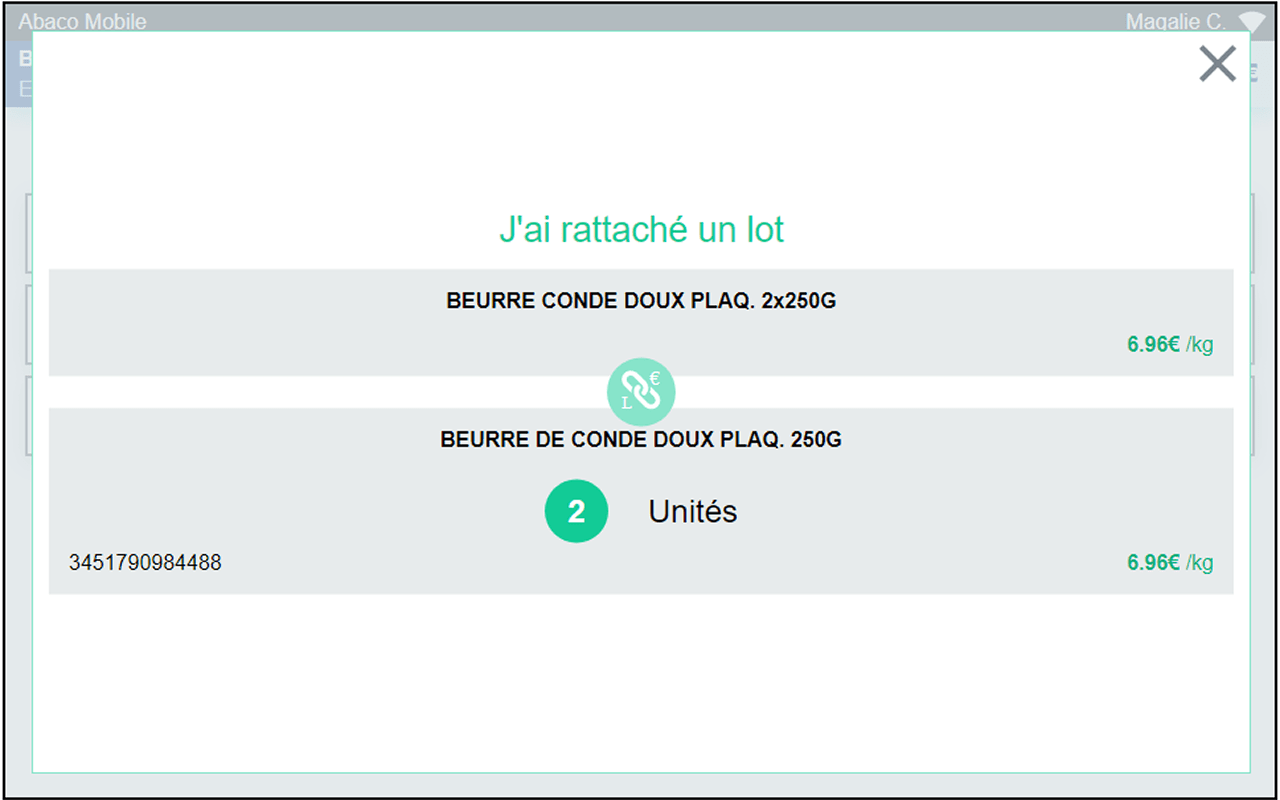 Abaco Mobile
Magalie C.
B
E
€
J'ai rattaché un lot
BEURRE CONDE DOUX PLAQ. 2x250G
6.96€ /kg
L €
BEURRE DE CONDE DOUX PLAQ. 250G
2 Unités
3451790984488
6.96€ /kg